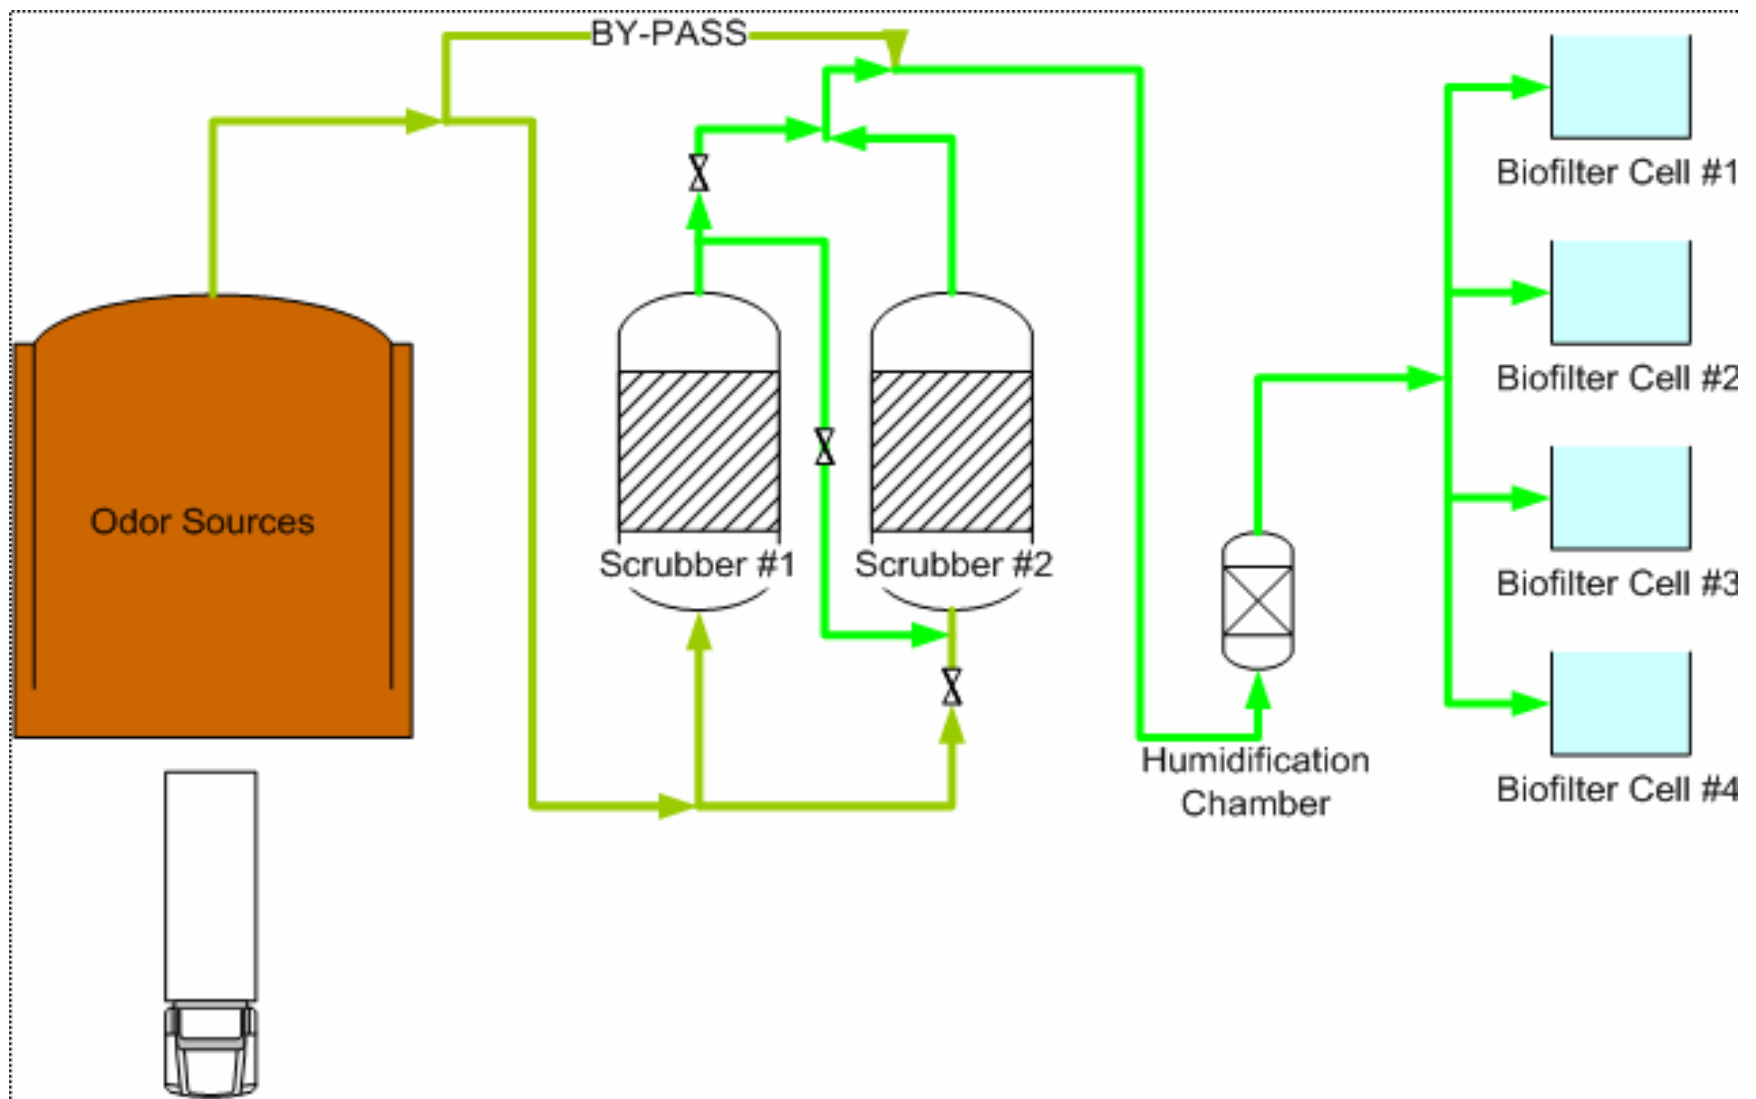 BY-PASS
Biofilter Cell #1
Biofilter Cell #2
Odor Sources
Scrubber #1
Scrubber #2
Biofilter Cell #3
Humidification
Chamber
Biofilter Cell #4